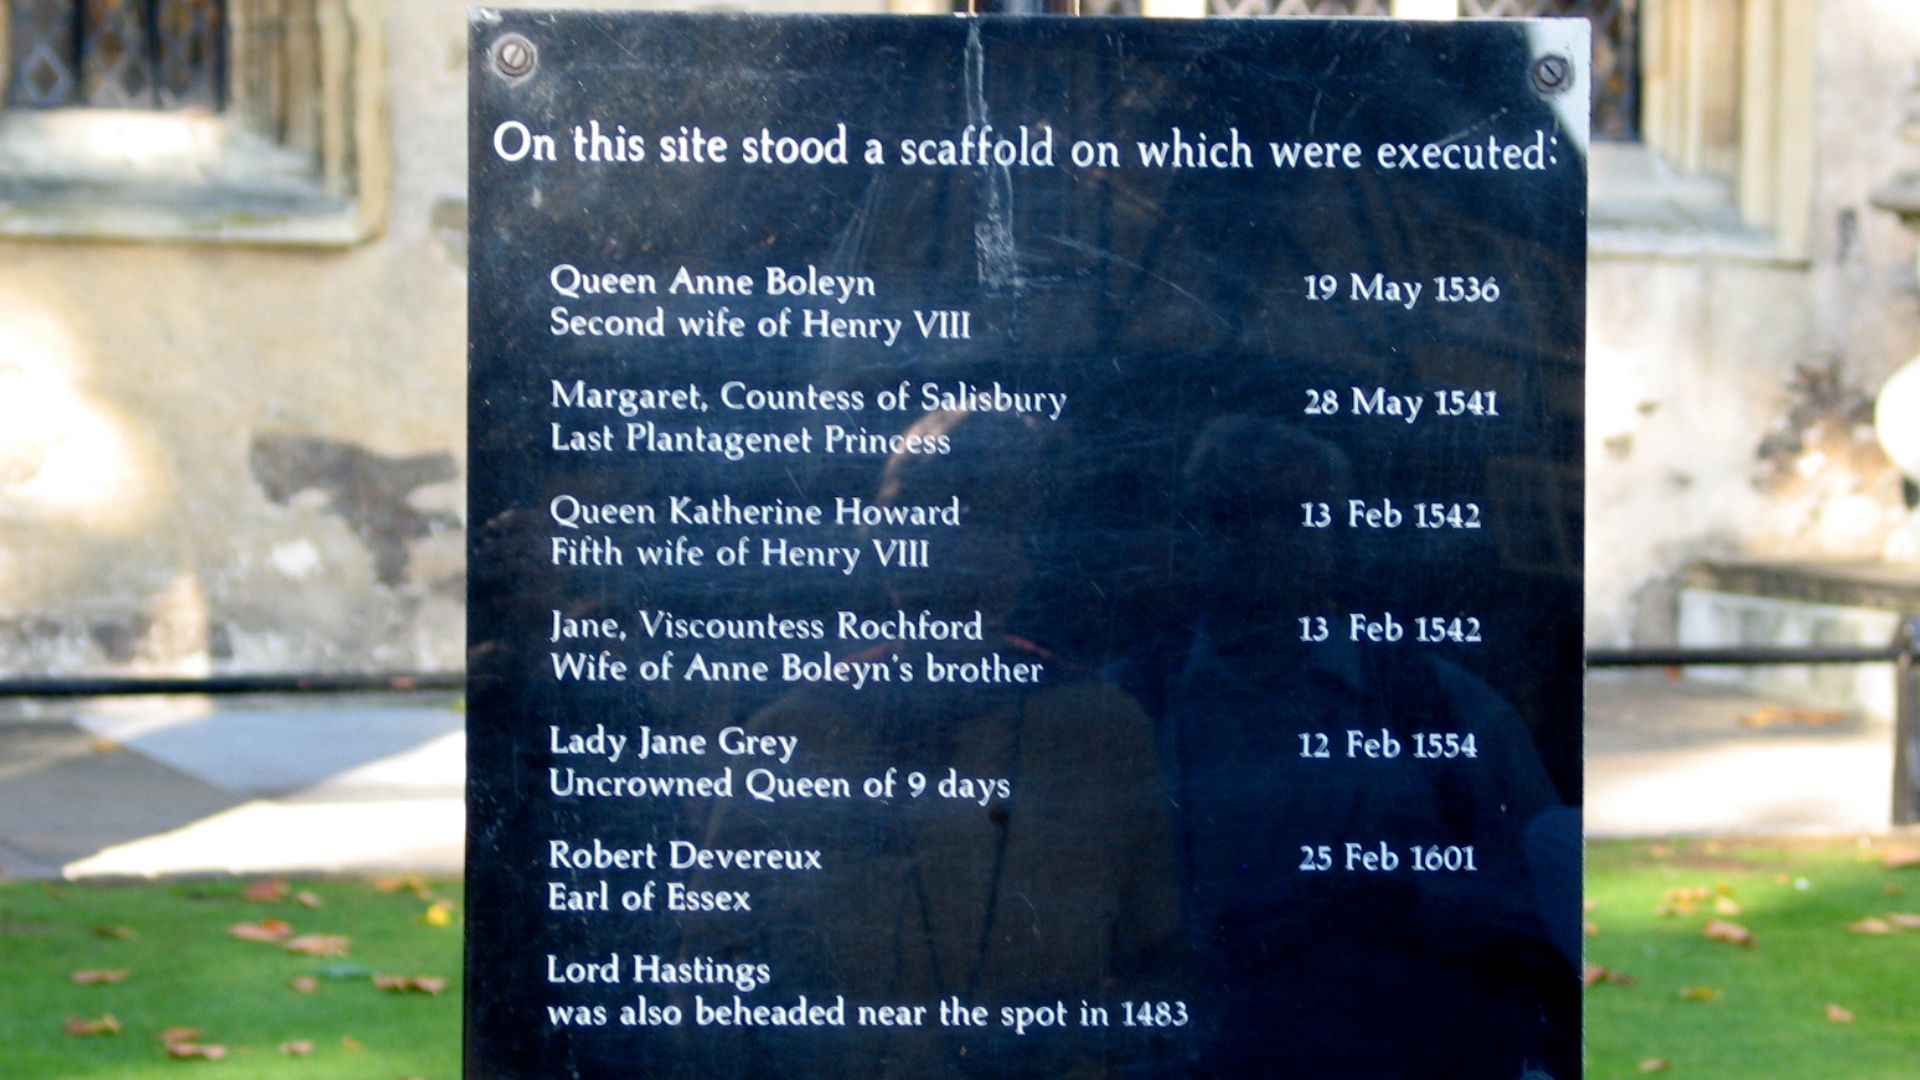 On this site stood a scaffold on which were executed:
Queen Anne Boleyn 19 May 1536
Second wife of Henry VIII
Margaret, Countess of Salisbury 28 May 1541
Last Plantagenet Princess
Queen Katherine Howard 13 Feb 1542
Fifth wife of Henry VIII
Jane, Viscountess Rochford 13 Feb 1542
Wife of Anne Boleyn's brother
Lady Jane Grey 12 Feb 1554
Uncrowned Queen of 9 days
Robert Devereux 25 Feb 1601
Earl of Essex
Lord Hastings
was also beheaded near the spot in 1483